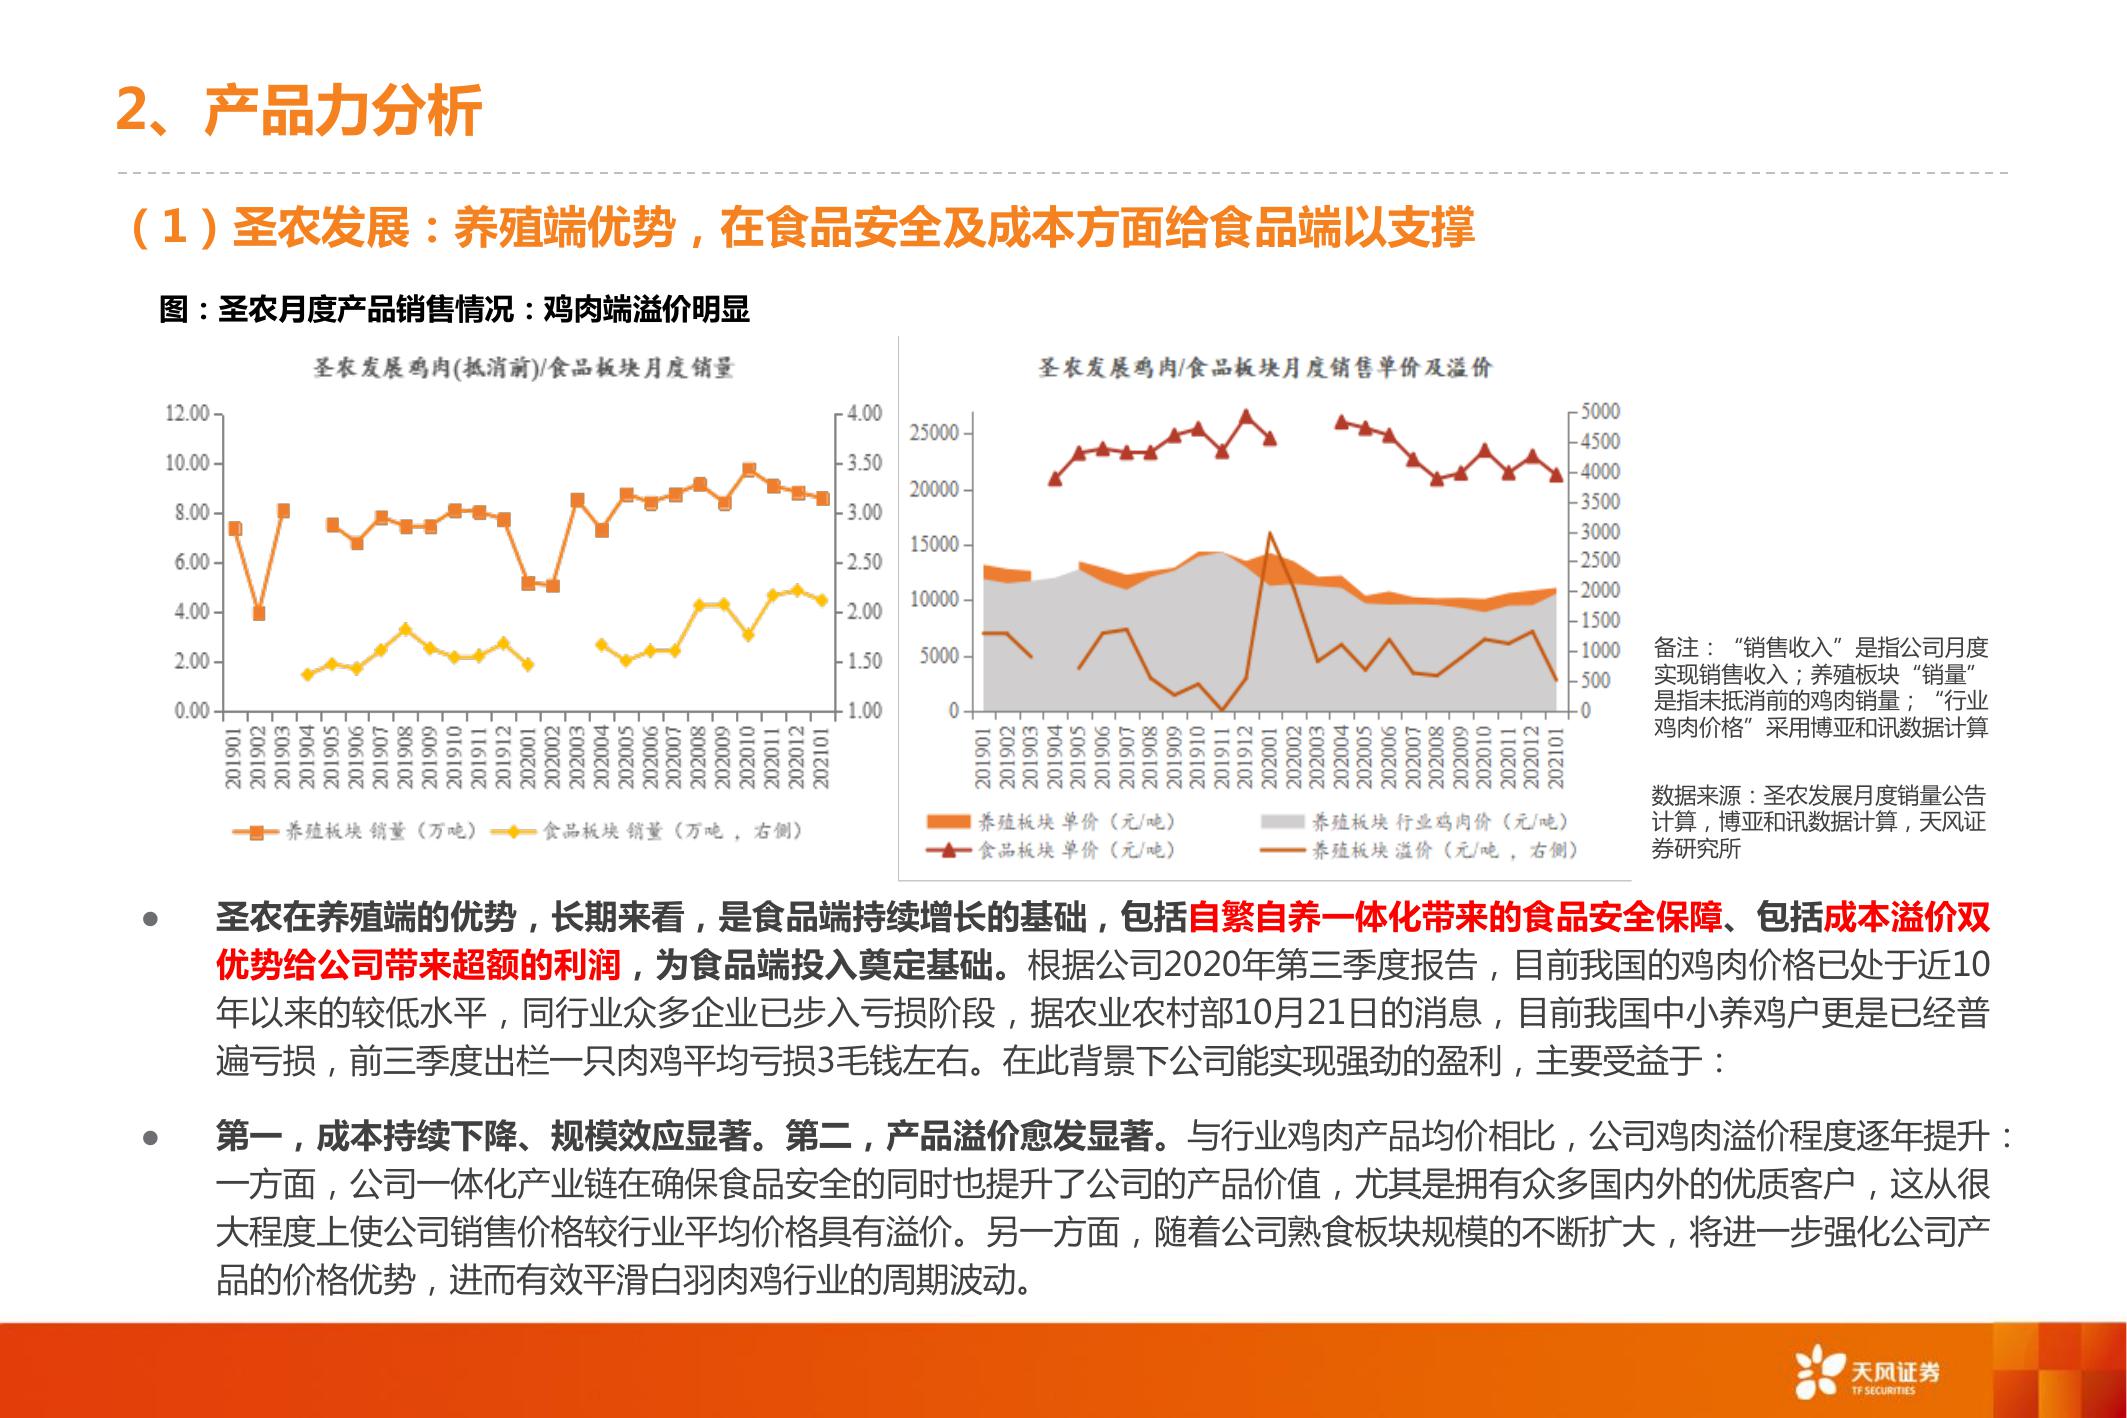 2、产品力分析
（1）圣农发展：养殖端优势，在食品安全及成本方面给食品端以支撑
图：圣农月度产品销售情况：鸡肉端溢价明显
圣农发展鸡肉(抵消前)/食品板块月度销量
12.00
10.00
8.00
6.00
4.00
2.00
0.00
4.00
3.50
3.00
2.50
2.00
1.50
1.00
201901
201902
201903
201904
201905
201906
201907
201908
201909
201910
201911
201912
202001
202002
202003
202004
202005
202006
202007
202008
202009
202010
202011
202012
202101
养殖板块 销量（万吨）
食品板块 销量（万吨，右侧）
圣农发展鸡肉/食品板块月度销售单价及溢价
25000
20000
15000
10000
5000
0
5000
4500
4000
3500
3000
2500
2000
1500
1000
500
0
201901
201902
201903
201904
201905
201906
201907
201908
201909
201910
201911
201912
202001
202002
202003
202004
202005
202006
202007
202008
202009
202010
202011
202012
202101
养殖板块 单价（元/吨）
养殖板块 行业鸡肉价（元/吨）
食品板块 单价（元/吨）
养殖板块 溢价（元/吨，右侧）
备注：“销售收入”是指公司月度
实现销售收入；养殖板块“销量”
是指未抵消前的鸡肉销量；“行业
鸡肉价格”采用博亚和讯数据计算
数据来源：圣农发展月度销量公告
计算，博亚和讯数据计算，天风证
券研究所
● 圣农在养殖端的优势，长期来看，是食品端持续增长的基础，包括自繁自养一体化带来的食品安全保障、包括成本溢价双
优势给公司带来超额的利润，为食品端投入奠定基础。根据公司2020年第三季度报告，目前我国的鸡肉价格已处于近10
年以来的较低水平，同行业众多企业已步入亏损阶段，据农业农村部10月21日的消息，目前我国中小养鸡户更是已经普
遍亏损，前三季度出栏一只肉鸡平均亏损3毛钱左右。在此背景下公司能实现强劲的盈利，主要受益于：
● 第一，成本持续下降、规模效应显著。第二，产品溢价愈发显著。与行业鸡肉产品均价相比，公司鸡肉溢价程度逐年提升：
一方面，公司一体化产业链在确保食品安全的同时也提升了公司的产品价值，尤其是拥有众多国内外的优质客户，这从很
大程度上使公司销售价格较行业平均价格具有溢价。另一方面，随着公司熟食板块规模的不断扩大，将进一步强化公司产
品的价格优势，进而有效平滑白羽肉鸡行业的周期波动。
天风证券
TF SECURITIES